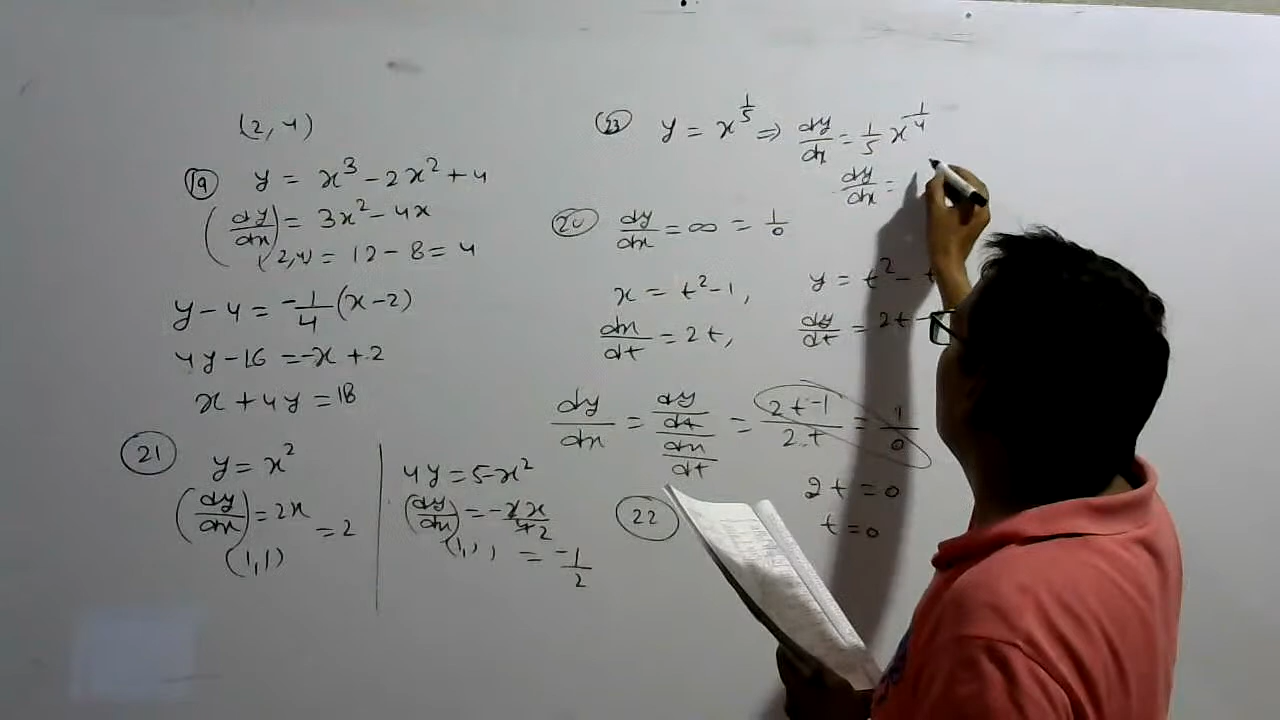 (2, 4)
(19) y = x³ - 2x² + 4
(dy/dx) = 3x² - 4x
(2,4) = 12 - 8 = 4
y - 4 = -1/4 (x - 2)
4y - 16 = -x + 2
x + 4y = 18
(21) y = x²
(dy/dx) = 2x = 2
(1,1)
4y = 5 - x²
(dy/dx) = -2x/42
(1,1) = -1/2
(23) y = x^(1/5) ⇒ dy/dx = 1/5 x^(1/4)
dy/dx =
(20) dy/dx = ∞ = 1/0
x = t² - 1, y = t² - t
dx/dt = 2t, dy/dt = 2t -
dy/dx = (dy/dt)/(dx/dt) = (2t-1)/(2t) = 1/0
2t = 0
t = 0
(22)